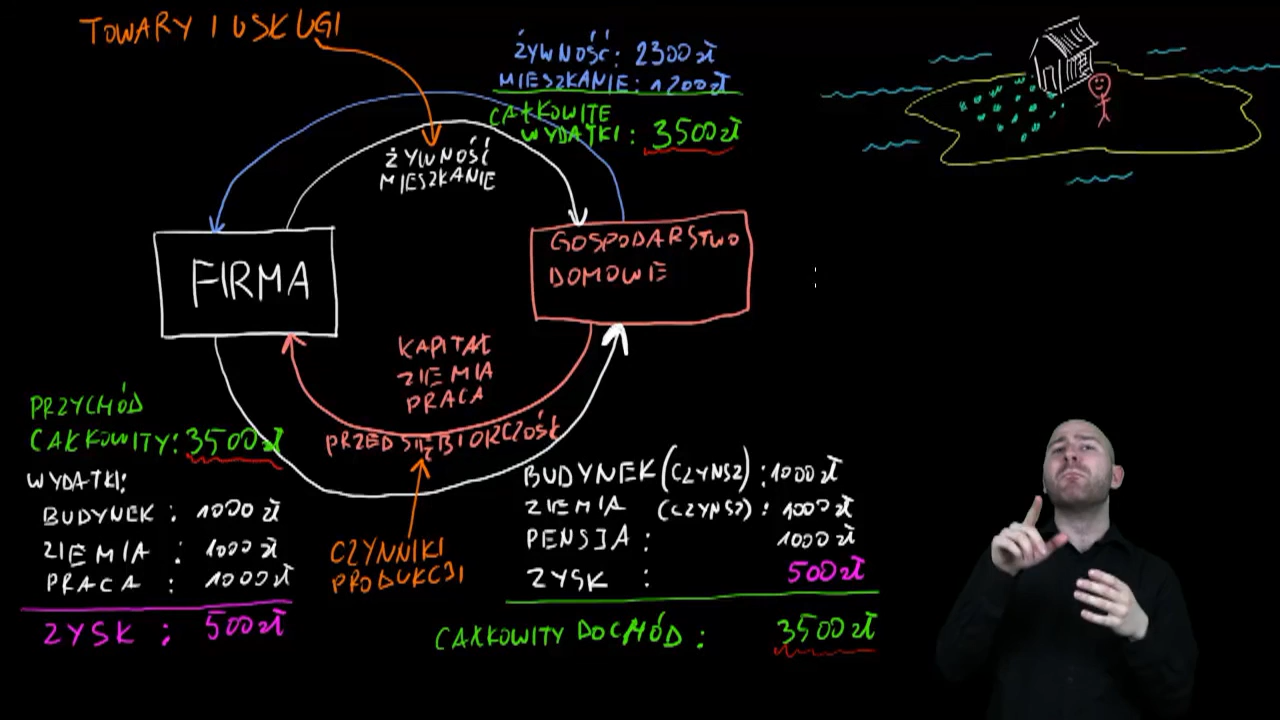 TOWARY I USŁUGI
ŻYWNOŚĆ: 2300 zł
MIESZKANIE: 1200 zł
CAŁKOWITE
WYDATKI: 3500 zł
ŻYWNOŚĆ
MIESZKANIE
FIRMA
GOSPODARSTWO
DOMOWE
KAPITAŁ
ZIEMIA
PRACA
PRZEDSIĘBIORCZOŚĆ
PRZYCHÓD
CAŁKOWITY: 3500 zł
WYDATKI:
BUDYNEK : 1000 zł
ZIEMIA : 1000 zł
PRACA : 1000 zł
ZYSK : 500 zł
CZYNNIKI
PRODUKCJI
BUDYNEK (CZYNSZ) : 1000 zł
ZIEMIA (CZYNSZ) : 1000 zł
PENSJA : 1000 zł
ZYSK : 500 zł
CAŁKOWITY DOCHÓD : 3500 zł